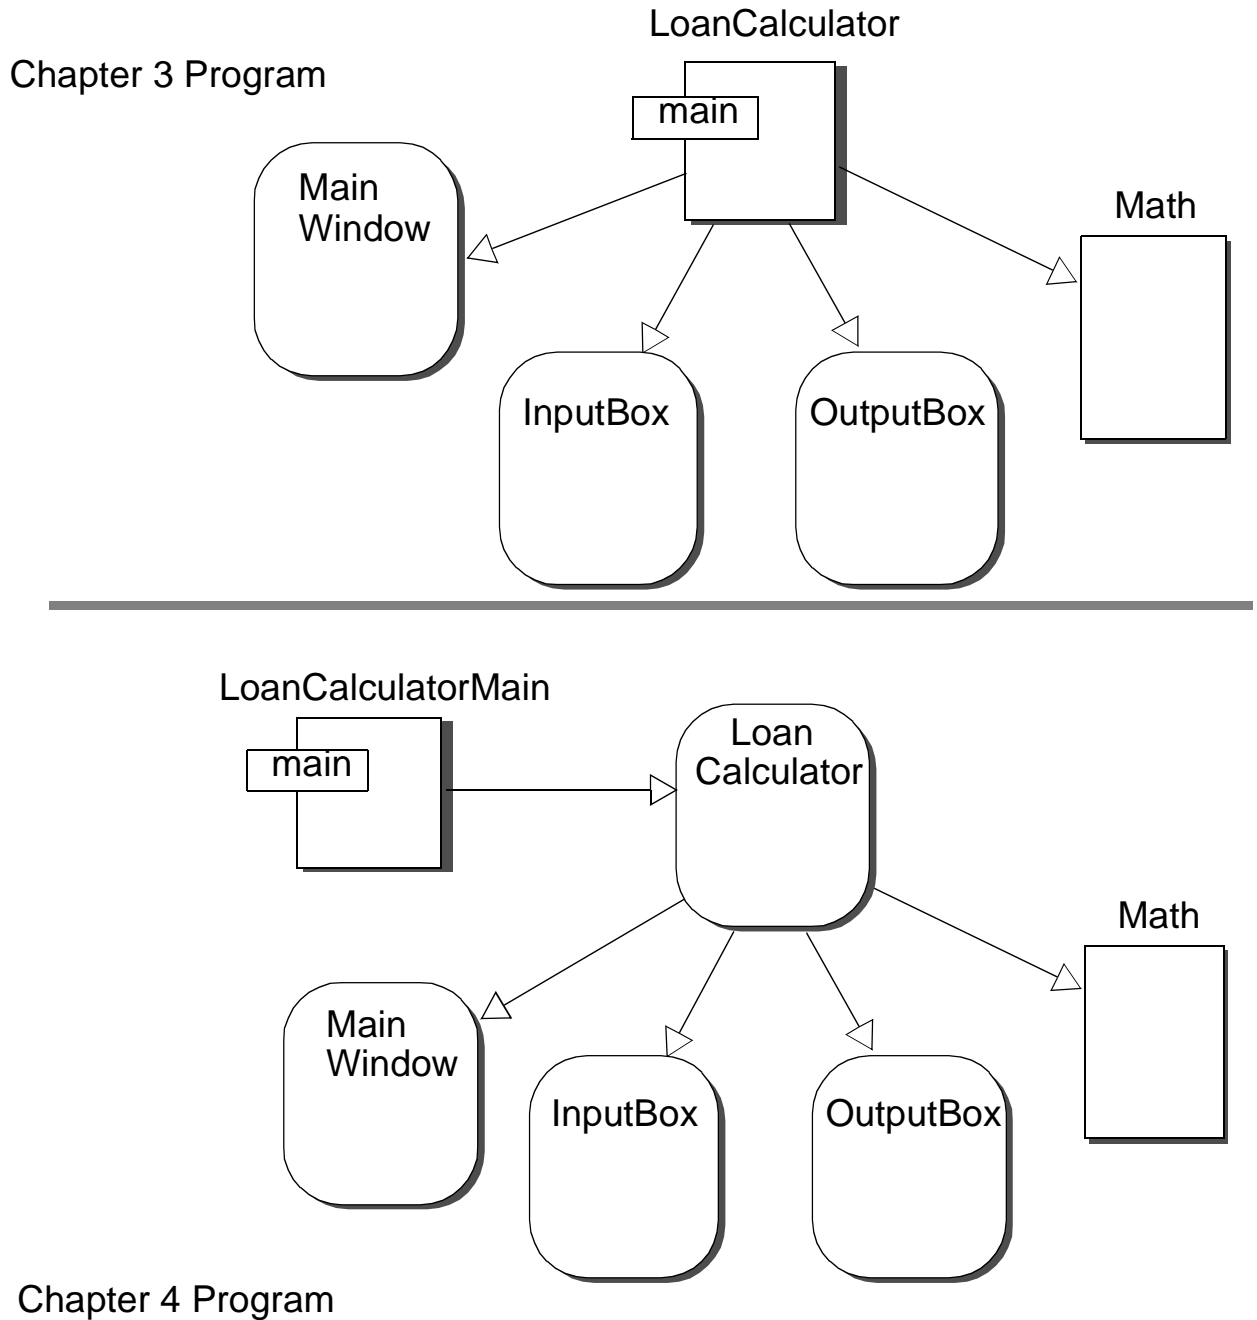 LoanCalculator
Chapter 3 Program
main
Main
Window
Math
InputBox
OutputBox
LoanCalculatorMain
main
Loan
Calculator
Math
Main
Window
InputBox
OutputBox
Chapter 4 Program